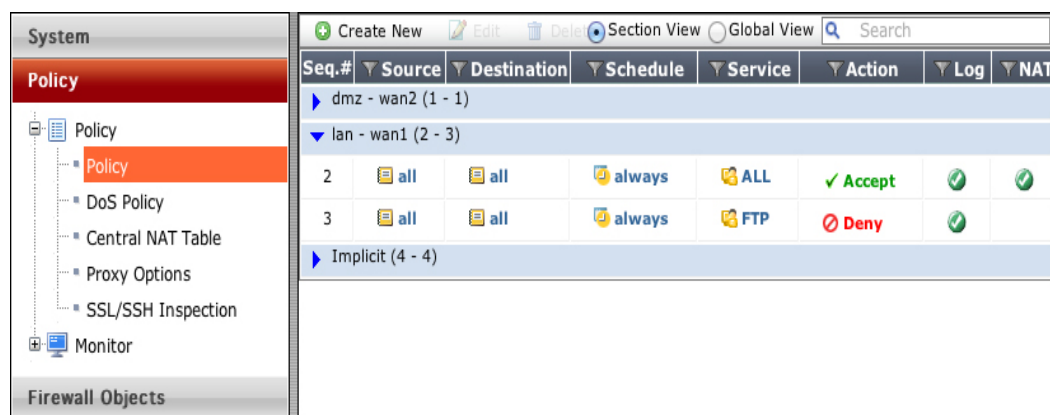 System
Policy
Policy
Policy
DoS Policy
Central NAT Table
Proxy Options
SSL/SSH Inspection
Monitor
Firewall Objects
Create New Edit Delet Section View Global View Search
Seq.# Source Destination Schedule Service Action Log NAT
dmz - wan2 (1 - 1)
lan - wan1 (2 - 3)
2 all all always ALL Accept
3 all all always FTP Deny
Implicit (4 - 4)